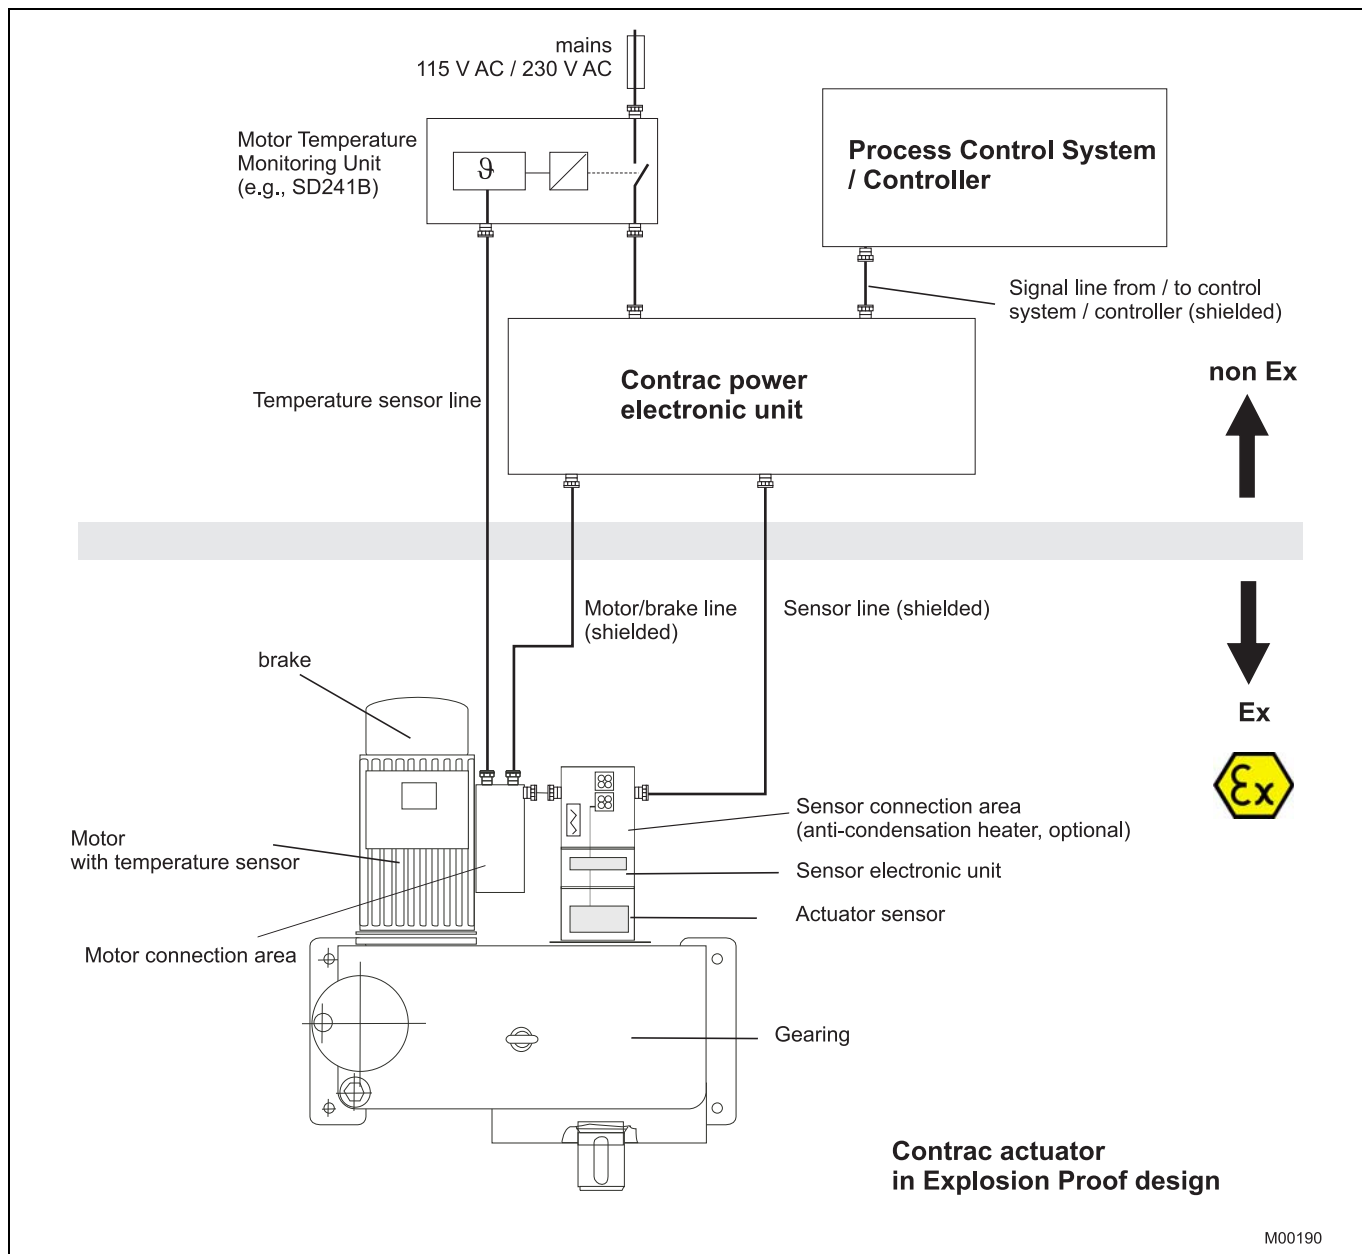 mains
115 V AC / 230 V AC
Motor Temperature
Monitoring Unit
(e.g., SD241B)
ϑ
Process Control System
/ Controller
Signal line from / to control
system / controller (shielded)
Contrac power
electronic unit
non Ex
Temperature sensor line
Motor/brake line
(shielded)
Sensor line (shielded)
brake
Ex
Ex
Sensor connection area
(anti-condensation heater, optional)
Motor
with temperature sensor
Sensor electronic unit
Actuator sensor
Motor connection area
Gearing
Contrac actuator
in Explosion Proof design
M00190